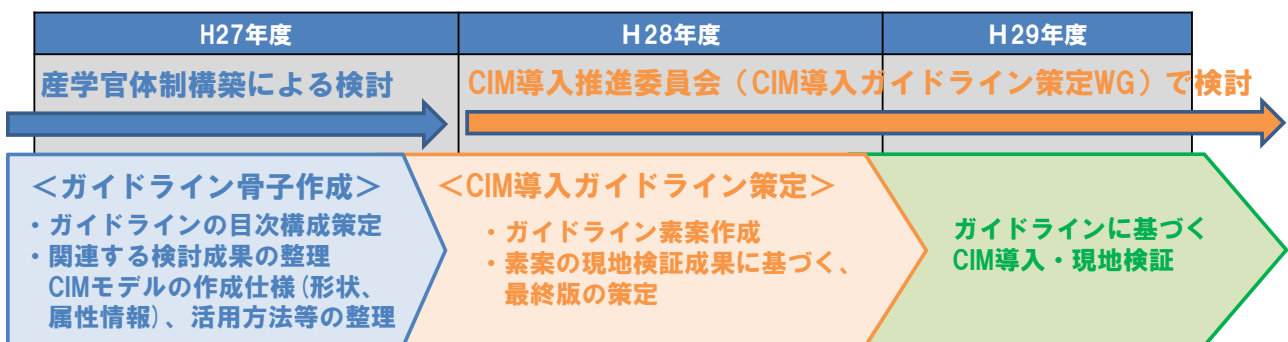 H27年度
H28年度
H29年度
産学官体制構築による検討
CIM導入推進委員会（CIM導入ガイドライン策定WG）で検討
＜ガイドライン骨子作成＞
・ガイドラインの目次構成策定
・関連する検討成果の整理
CIMモデルの作成仕様(形状、
属性情報)、活用方法等の整理
＜CIM導入ガイドライン策定＞
・ガイドライン素案作成
・素案の現地検証成果に基づく、
最終版の策定
ガイドラインに基づく
CIM導入・現地検証